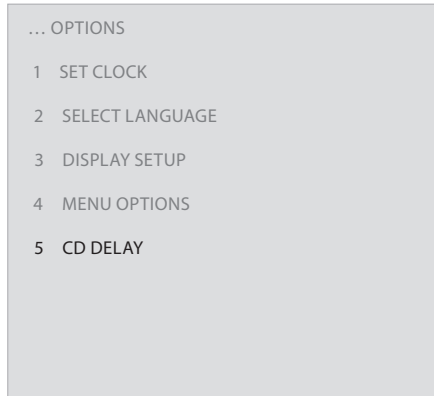 ... OPTIONS
1 SET CLOCK
2 SELECT LANGUAGE
3 DISPLAY SETUP
4 MENU OPTIONS
5 CD DELAY